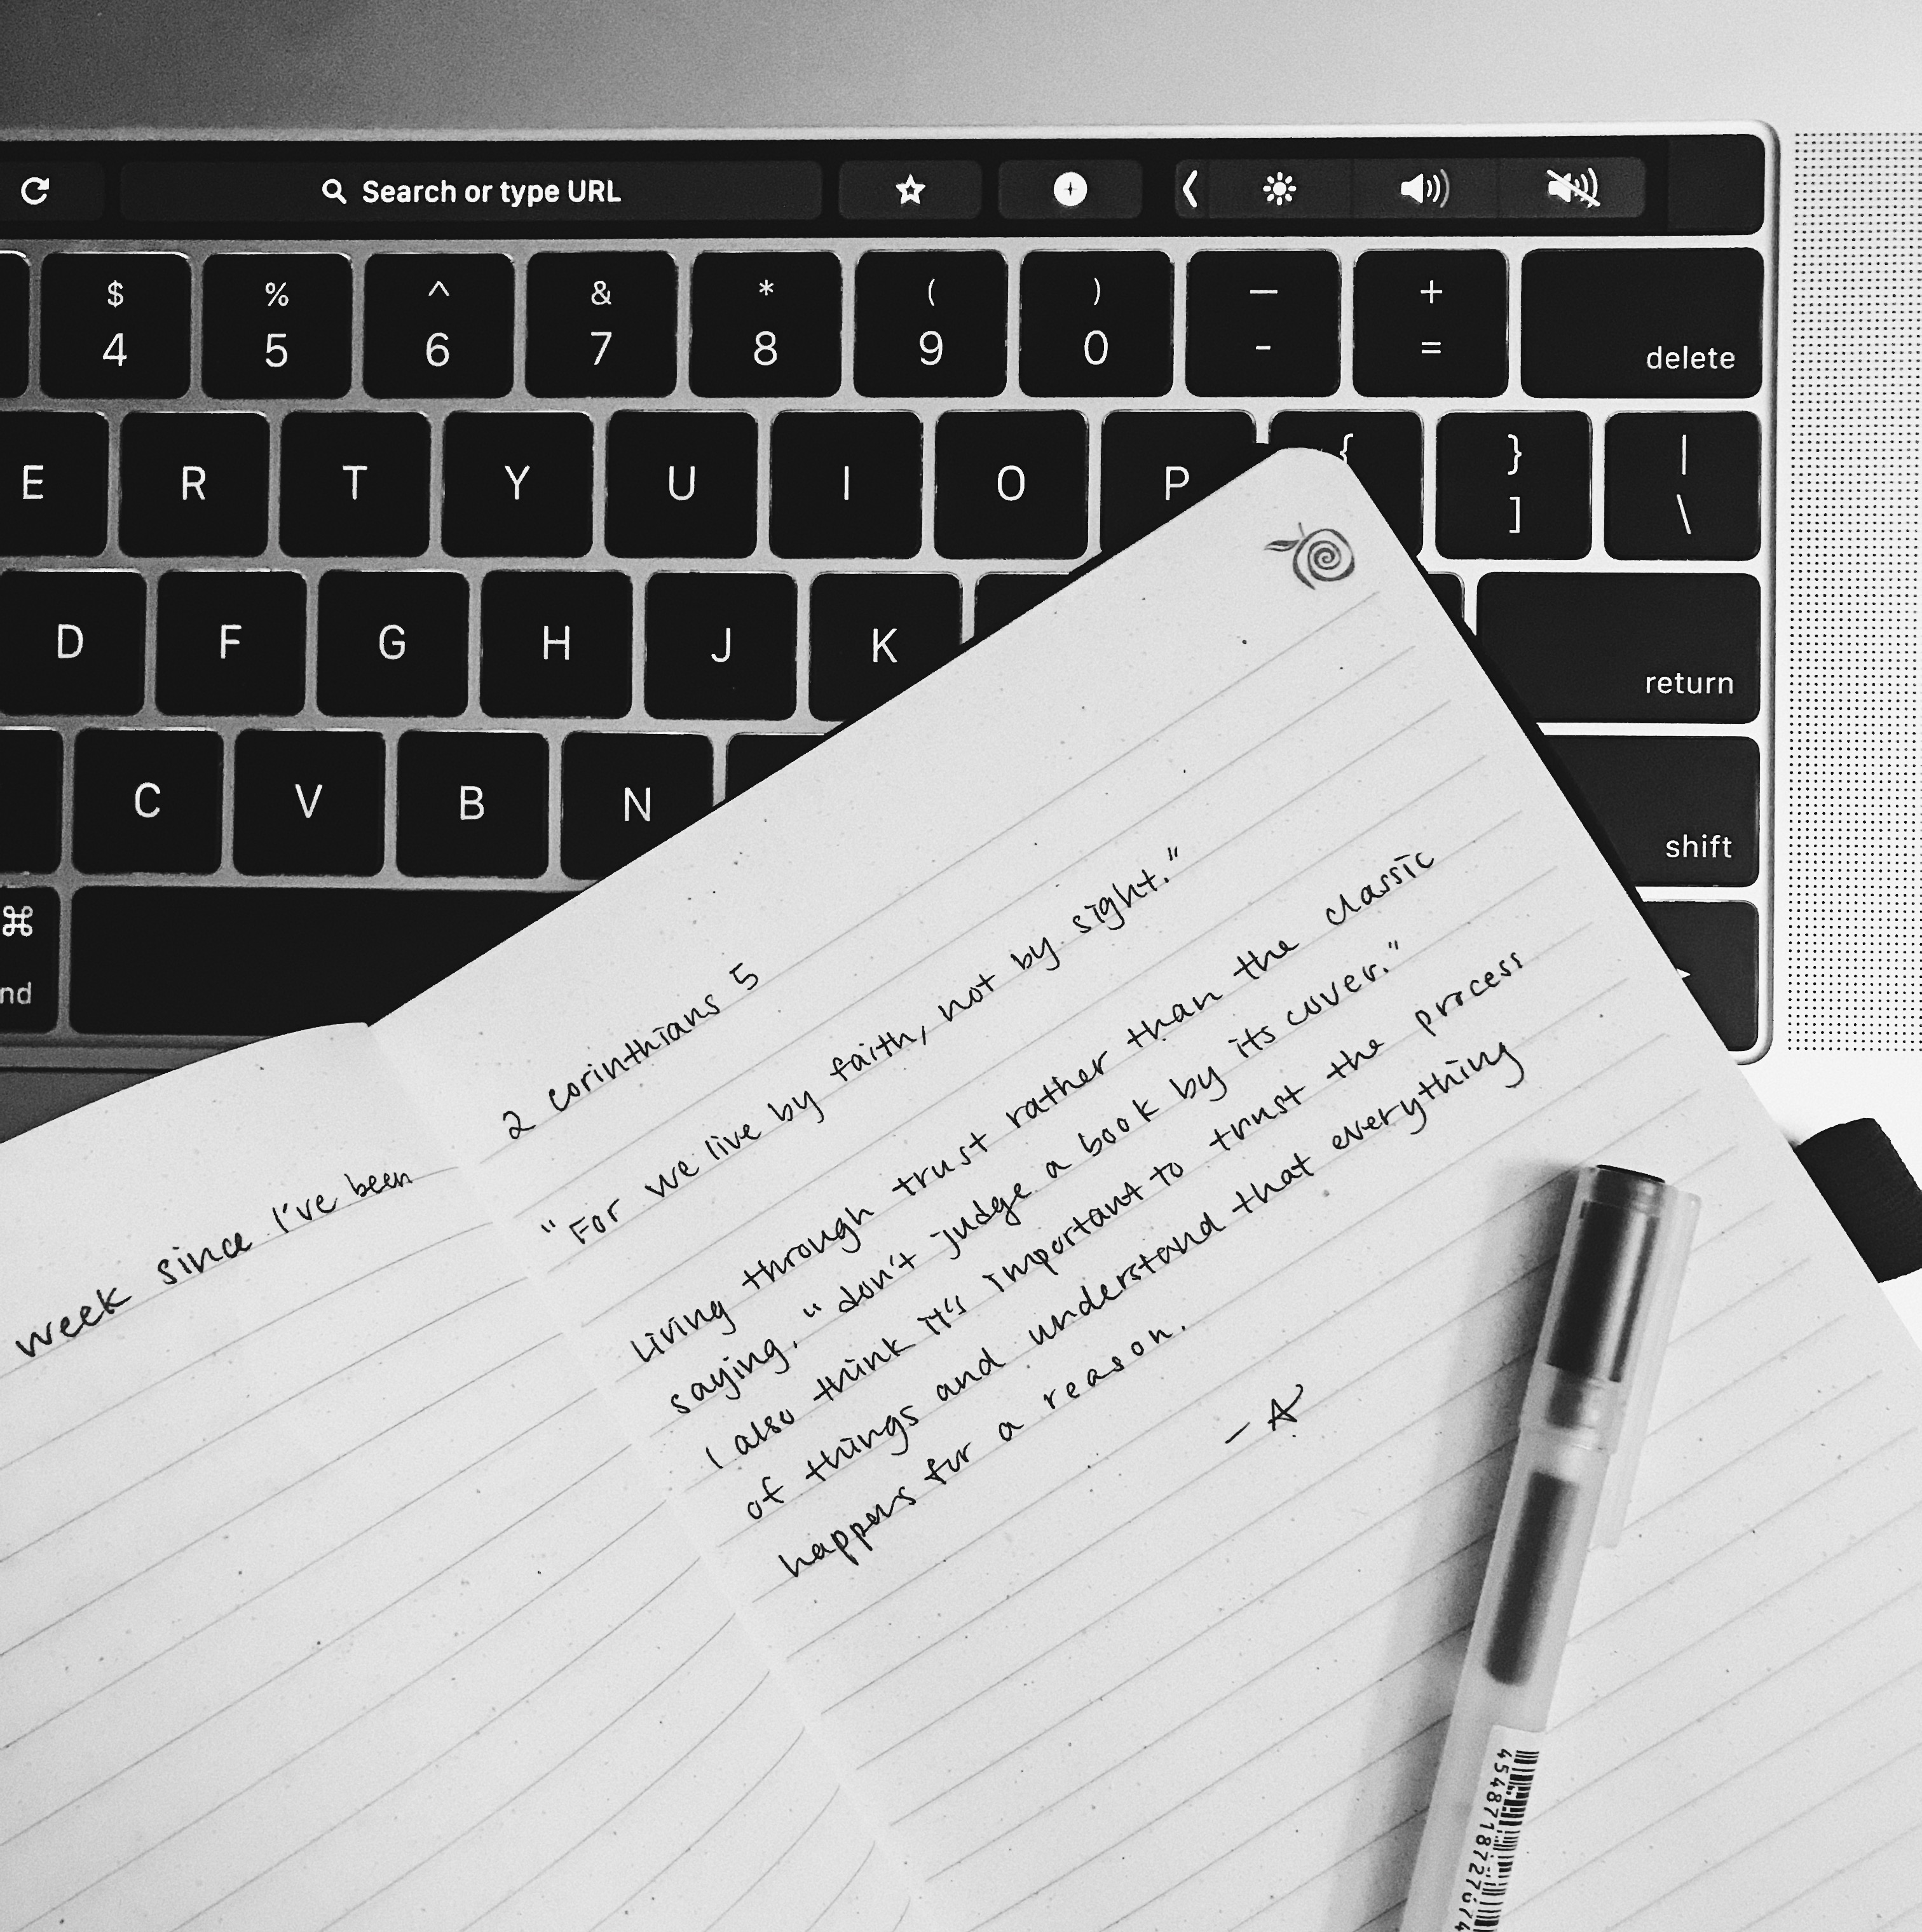 Search or type URL
$ % ^ & * ( ) — +
4 5 6 7 8 9 0 - = delete
E R T Y U I O P { } |
] \
D F G H J K return
C V B N shift
⌘
nd
week since I've been
2 corinthians 5
"For we live by faith, not by sight."
Living through trust rather than the classic
saying, "don't judge a book by its cover."
I also think it's important to trust the process
of things and understand that everything
happens for a reason.
- A